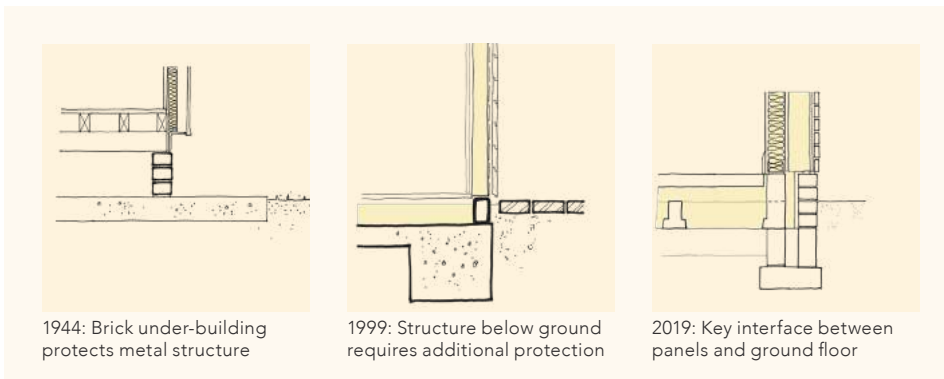 1944: Brick under-building
protects metal structure
1999: Structure below ground
requires additional protection
2019: Key interface between
panels and ground floor